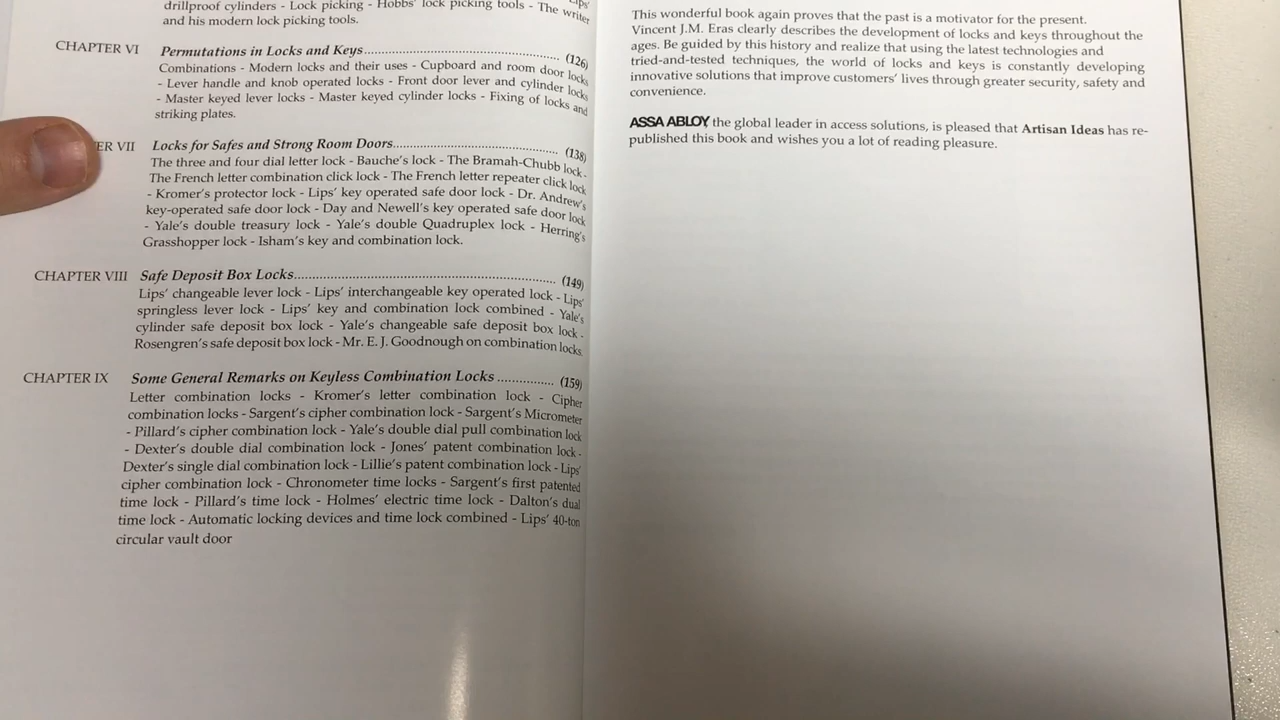 drillproof cylinders - Lock picking - Hobbs' lock picking tools - The writer
and his modern lock picking tools.
CHAPTER VI Permutations in Locks and Keys............................................... (126)
Combinations - Modern locks and their uses - Cupboard and room door locks
- Lever handle and knob operated locks - Front door lever and cylinder locks
- Master keyed lever locks - Master keyed cylinder locks - Fixing of locks and
striking plates.
ER VII Locks for Safes and Strong Room Doors........................................ (138)
The three and four dial letter lock - Bauche's lock - The Bramah-Chubb lock -
The French letter combination click lock - The French letter repeater click lock
- Kromer's protector lock - Lips' key operated safe door lock - Dr. Andrew's
key-operated safe door lock - Day and Newell's key operated safe door lock
- Yale's double treasury lock - Yale's double Quadruplex lock - Herring's
Grasshopper lock - Isham's key and combination lock.
CHAPTER VIII Safe Deposit Box Locks................................................................ (149)
Lips' changeable lever lock - Lips' interchangeable key operated lock - Lips'
springless lever lock - Lips' key and combination lock combined - Yale's
cylinder safe deposit box lock - Yale's changeable safe deposit box lock -
Rosengren's safe deposit box lock - Mr. E. J. Goodnough on combination locks.
CHAPTER IX Some General Remarks on Keyless Combination Locks .............. (159)
Letter combination locks - Kromer's letter combination lock - Cipher
combination locks - Sargent's cipher combination lock - Sargent's Micrometer
- Pillard's cipher combination lock - Yale's double dial pull combination lock
- Dexter's double dial combination lock - Jones' patent combination lock -
Dexter's single dial combination lock - Lillie's patent combination lock - Lips'
cipher combination lock - Chronometer time locks - Sargent's first patented
time lock - Pillard's time lock - Holmes' electric time lock - Dalton's dual
time lock - Automatic locking devices and time lock combined - Lips' 40-ton
circular vault door
This wonderful book again proves that the past is a motivator for the present.
Vincent J.M. Eras clearly describes the development of locks and keys throughout the
ages. Be guided by this history and realize that using the latest technologies and
tried-and-tested techniques, the world of locks and keys is constantly developing
innovative solutions that improve customers' lives through greater security, safety and
convenience.
ASSA ABLOY the global leader in access solutions, is pleased that Artisan Ideas has re-
published this book and wishes you a lot of reading pleasure.